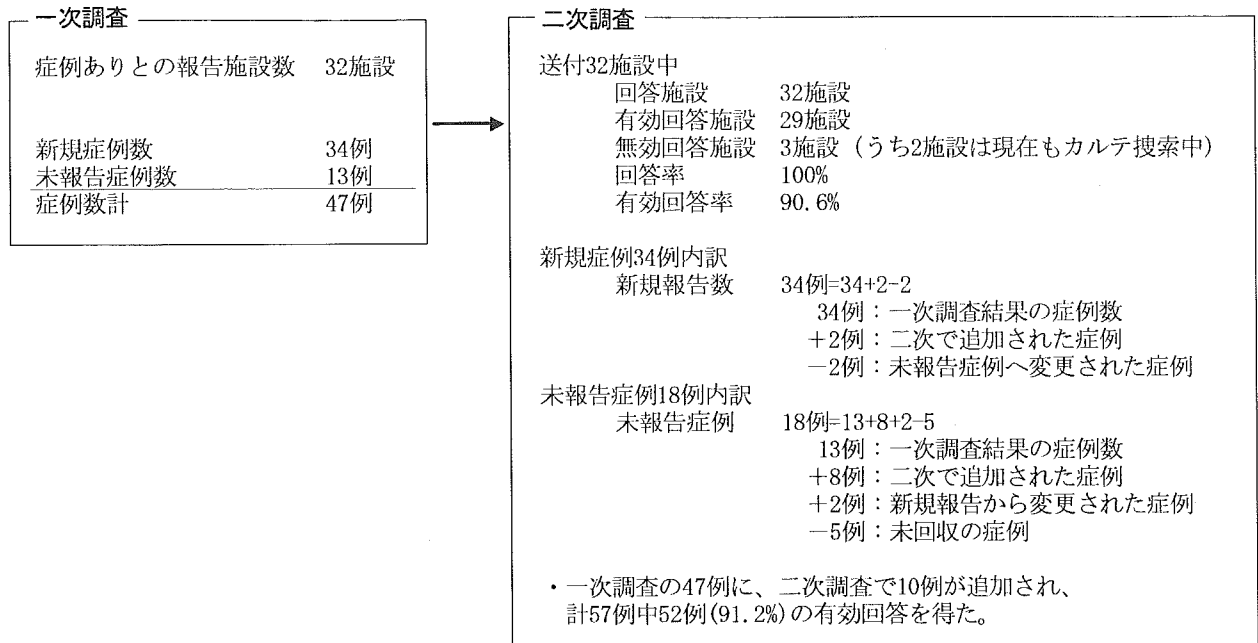 一次調査
症例ありとの報告施設数 32施設
新規症例数 34例
未報告症例数 13例
症例数計 47例
二次調査
送付32施設中
回答施設 32施設
有効回答施設 29施設
無効回答施設 3施設（うち2施設は現在もカルテ捜索中）
回答率 100%
有効回答率 90.6%
新規症例34例内訳
新規報告数 34例=34+2-2
34例：一次調査結果の症例数
＋2例：二次で追加された症例
－2例：未報告症例へ変更された症例
未報告症例18例内訳
未報告症例 18例=13+8+2-5
13例：一次調査結果の症例数
＋8例：二次で追加された症例
＋2例：新規報告から変更された症例
－5例：未回収の症例
・一次調査の47例に、二次調査で10例が追加され、
計57例中52例(91.2%)の有効回答を得た。